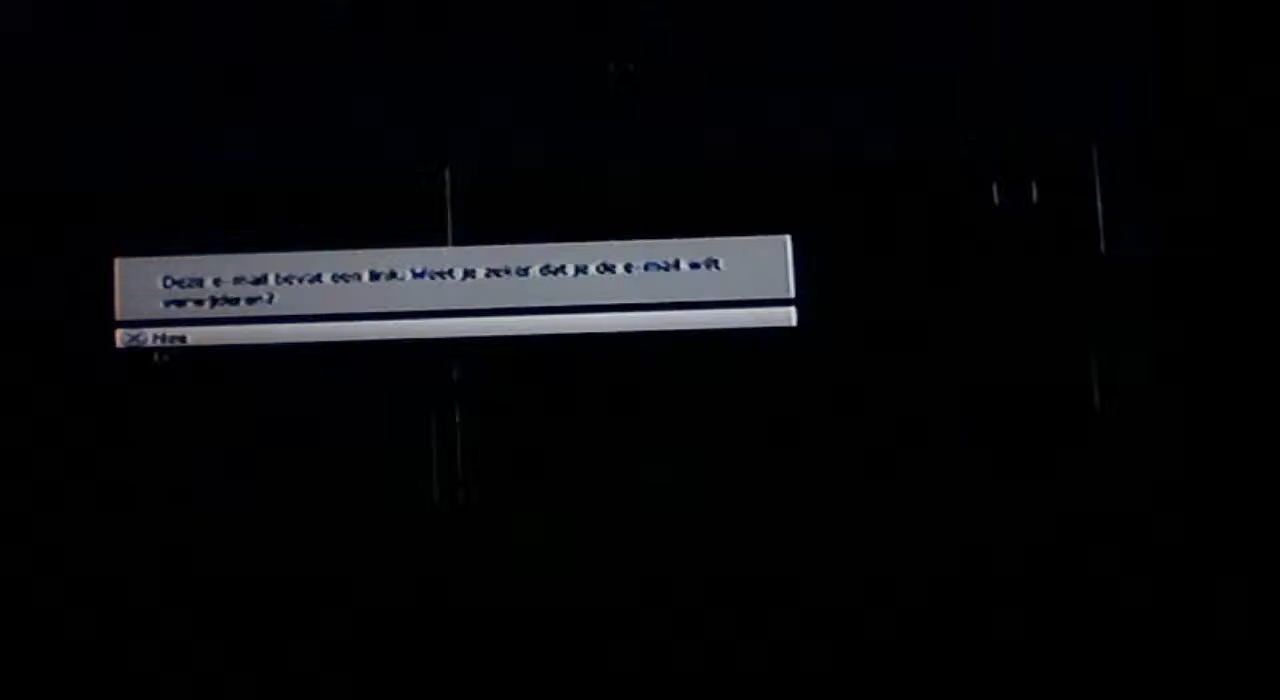 Deze e-mail bevat een link. Weet je zeker dat je de e-mail wilt
verwijderen?
Nee